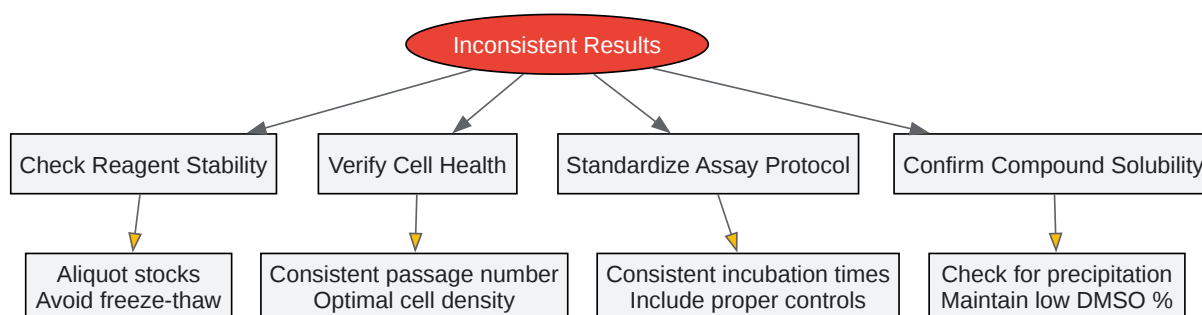 Inconsistent Results
Check Reagent Stability
Verify Cell Health
Standardize Assay Protocol
Confirm Compound Solubility
Aliquot stocks
Avoid freeze-thaw
Consistent passage number
Optimal cell density
Consistent incubation times
Include proper controls
Check for precipitation
Maintain low DMSO %